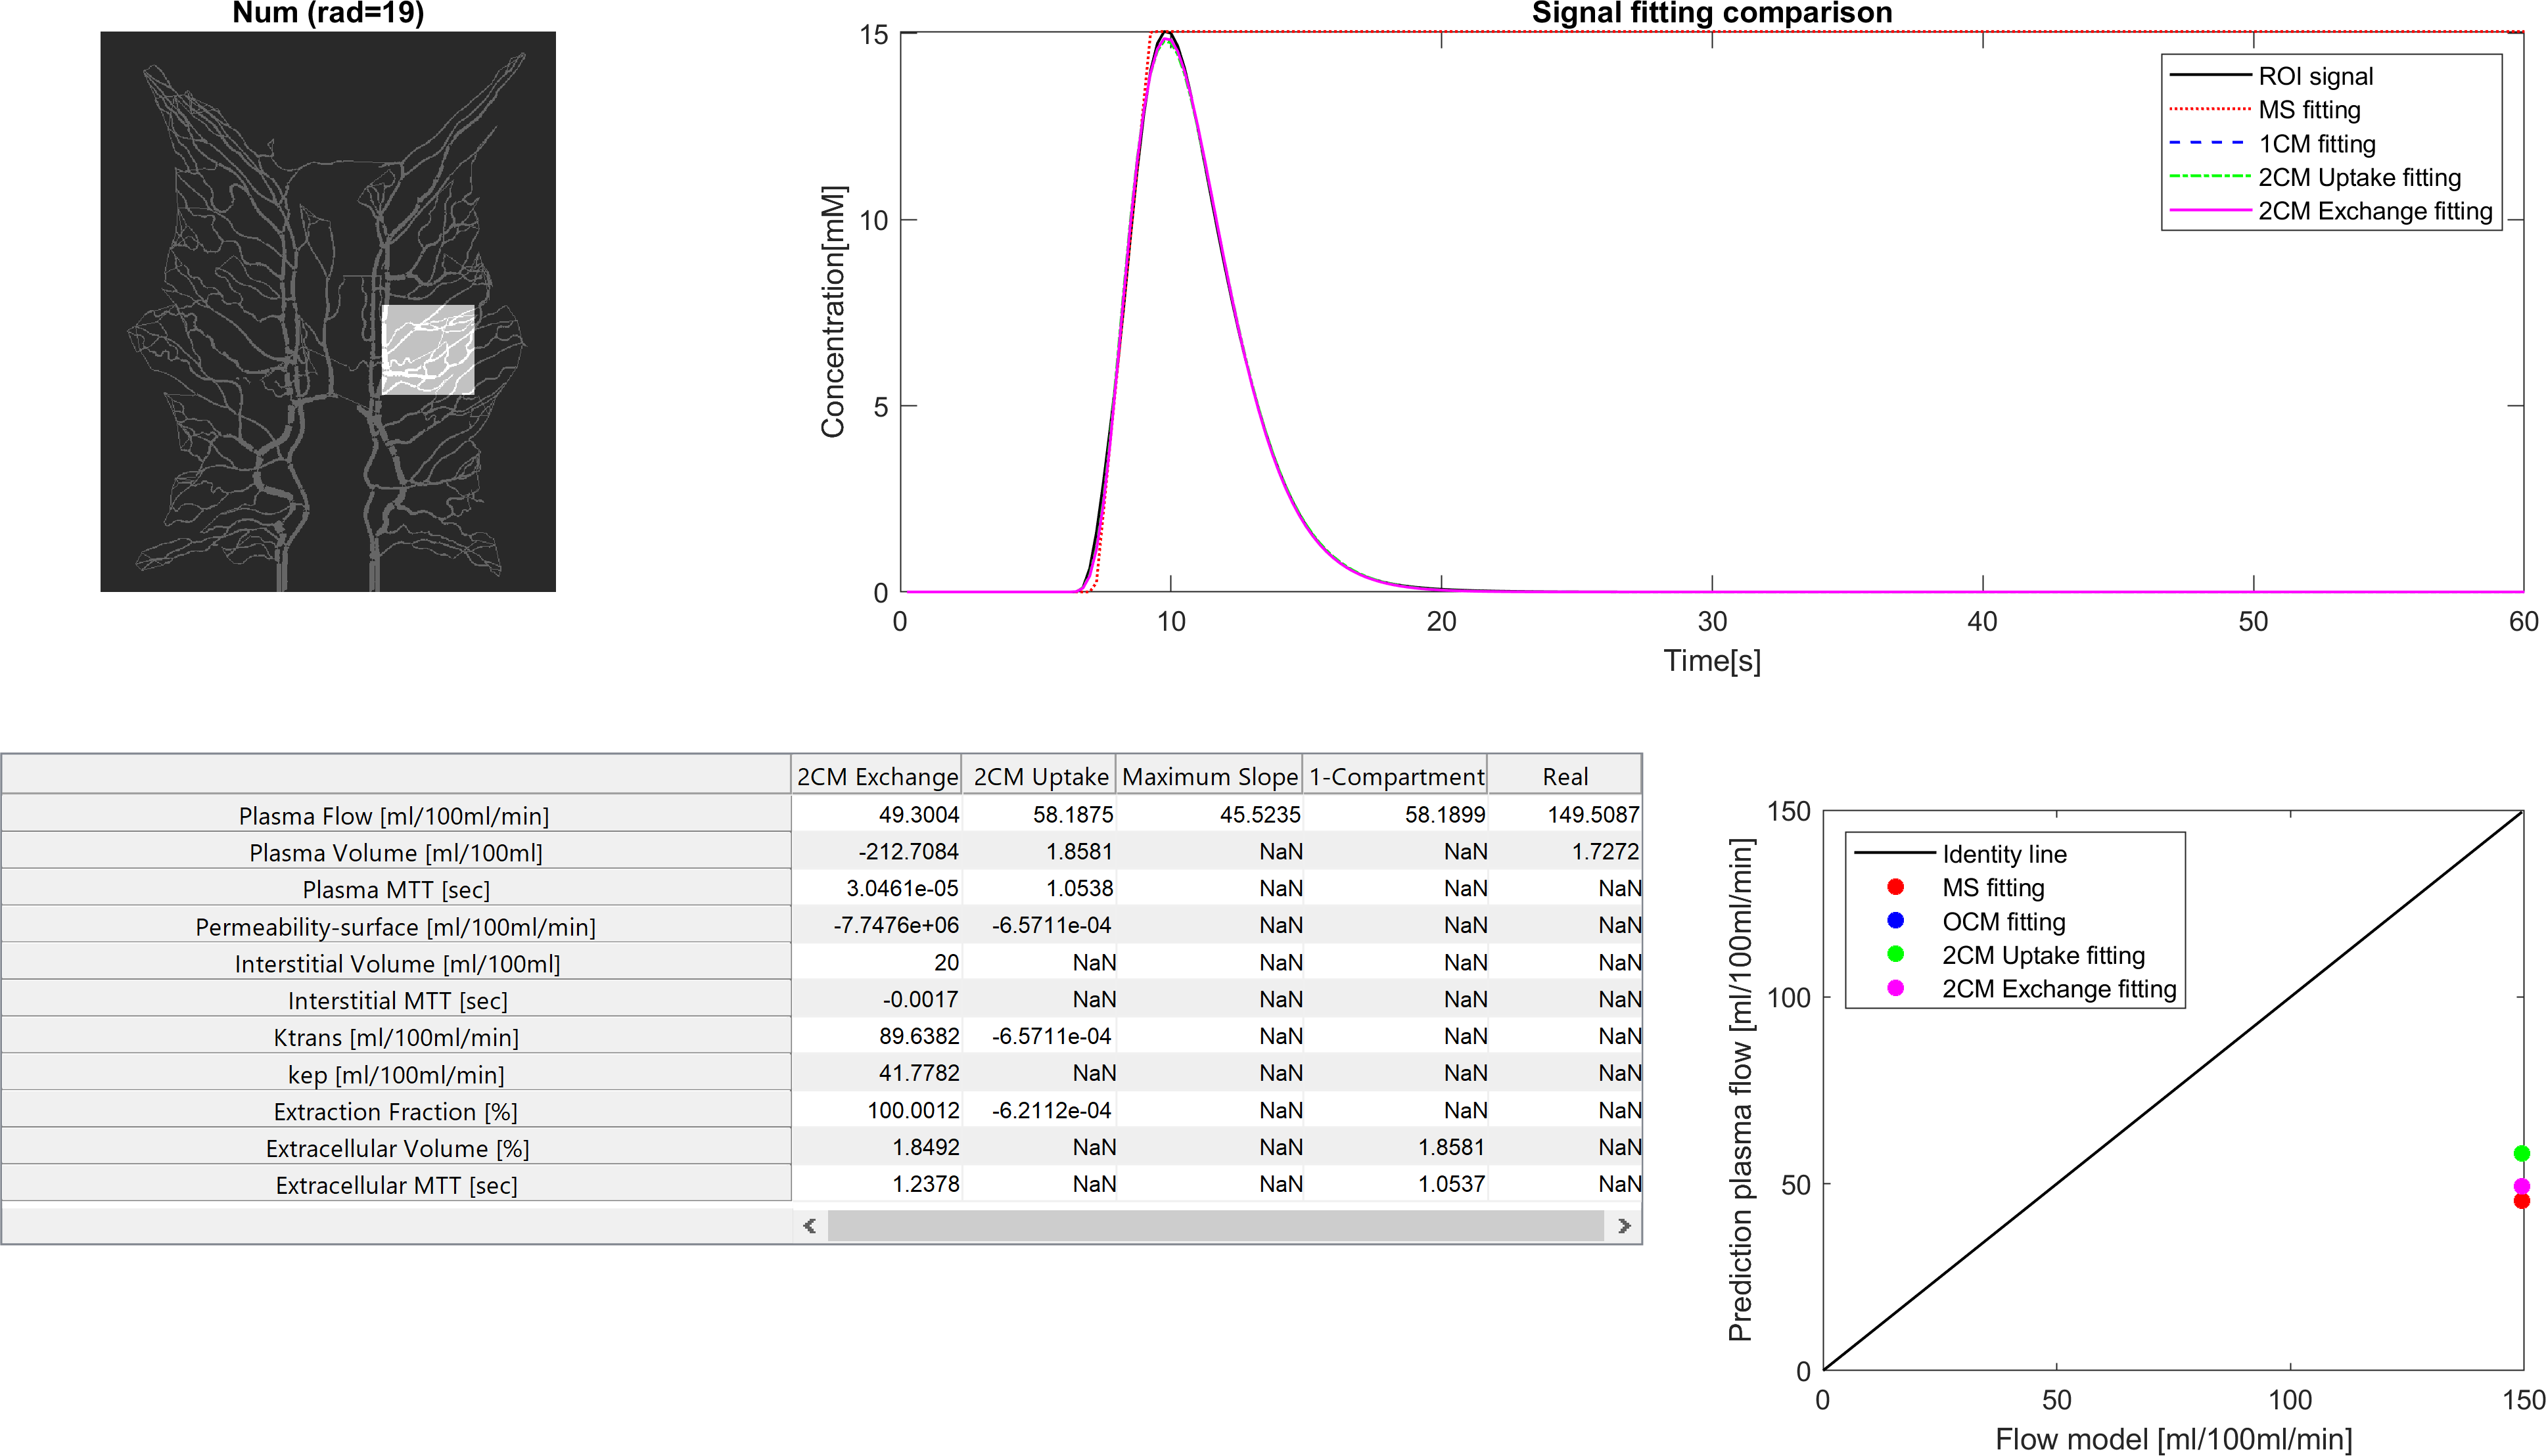 Num (rad=19)
Signal fitting comparison
15
10
5
0
Concentration[mM]
0 10 20 30 40 50 60
Time[s]
ROI signal
MS fitting
1CM fitting
2CM Uptake fitting
2CM Exchange fitting
2CM Exchange 2CM Uptake Maximum Slope 1-Compartment Real
Plasma Flow [ml/100ml/min] 49.3004 58.1875 45.5235 58.1899 149.5087
Plasma Volume [ml/100ml] -212.7084 1.8581 NaN NaN 1.7272
Plasma MTT [sec] 3.0461e-05 1.0538 NaN NaN NaN
Permeability-surface [ml/100ml/min] -7.7476e+06 -6.5711e-04 NaN NaN NaN
Interstitial Volume [ml/100ml] 20 NaN NaN NaN NaN
Interstitial MTT [sec] -0.0017 NaN NaN NaN NaN
Ktrans [ml/100ml/min] 89.6382 -6.5711e-04 NaN NaN NaN
kep [ml/100ml/min] 41.7782 NaN NaN NaN NaN
Extraction Fraction [%] 100.0012 -6.2112e-04 NaN NaN NaN
Extracellular Volume [%] 1.8492 NaN NaN 1.8581 NaN
Extracellular MTT [sec] 1.2378 NaN NaN 1.0537 NaN
150
100
50
0
Prediction plasma flow [ml/100ml/min]
Identity line
MS fitting
OCM fitting
2CM Uptake fitting
2CM Exchange fitting
0 50 100 150
Flow model [ml/100ml/min]